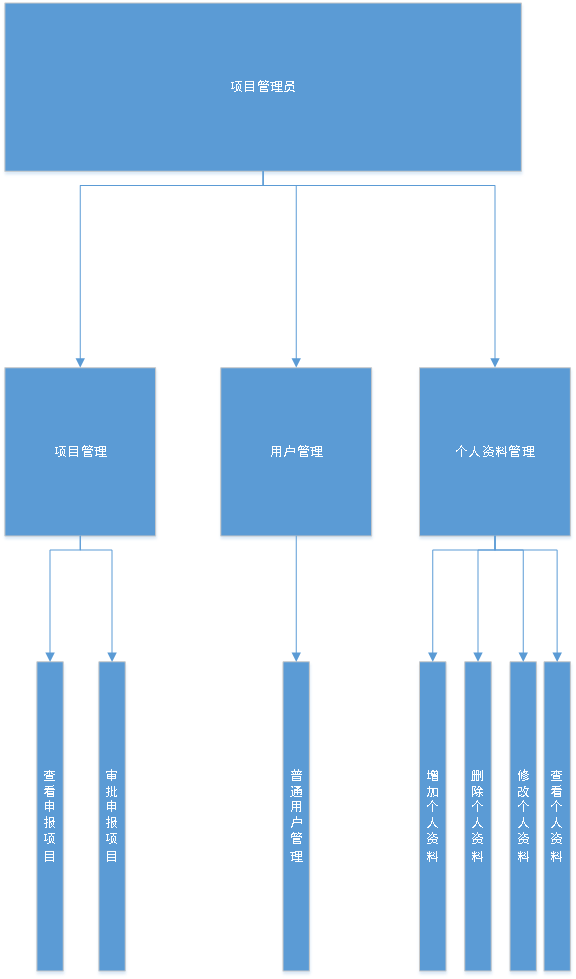 项目管理员
项目管理
用户管理
个人资料管理
查看申报项目
审批申报项目
普通用户管理
增加个人资料
删除个人资料
修改个人资料
查看个人资料